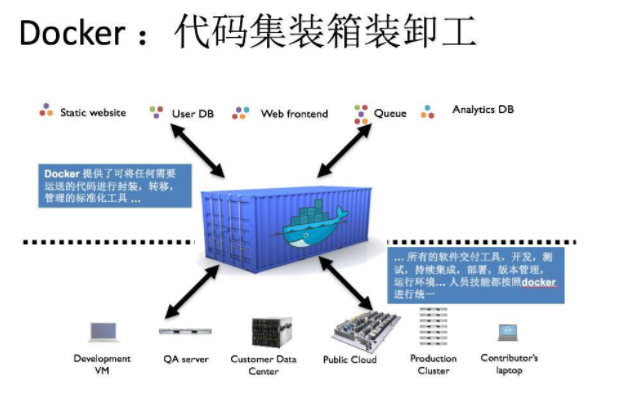 Docker ： 代码集装箱装卸工
Static website
User DB
Web frontend
Queue
Analytics DB
Docker 提供了可将任何需要
运送的代码进行封装，转移，
管理的标准化工具 ...
... 所有的软件交付工具，开发，测
试，持续集成，部署，版本管理，
运行环境... 人员技能都按照docker
进行统一
Development
VM
QA server
Customer Data
Center
Public Cloud
Production
Cluster
Contributor's
laptop